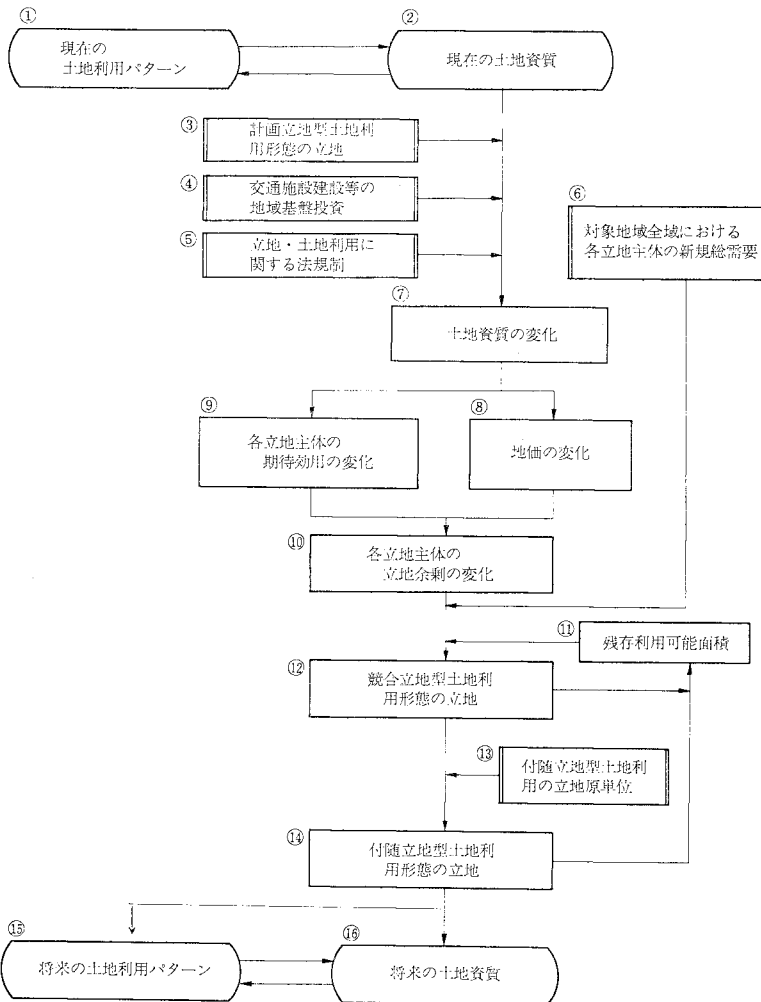 ①
現在の
土地利用パターン
②
現在の土地資質
③
計画立地型土地利
用形態の立地
④
交通施設建設等の
地域基盤投資
⑤
立地・土地利用に
関する法規制
⑥
対象地域全域における
各立地主体の新規総需要
⑦
土地資質の変化
⑨
各立地主体の
期待効用の変化
⑧
地価の変化
⑩
各立地主体の
立地余剰の変化
⑪
残存利用可能面積
⑫
競合立地型土地利
用形態の立地
⑬
付随立地型土地利
用の立地原単位
⑭
付随立地型土地利
用形態の立地
⑮
将来の土地利用パターン
⑯
将来の土地資質